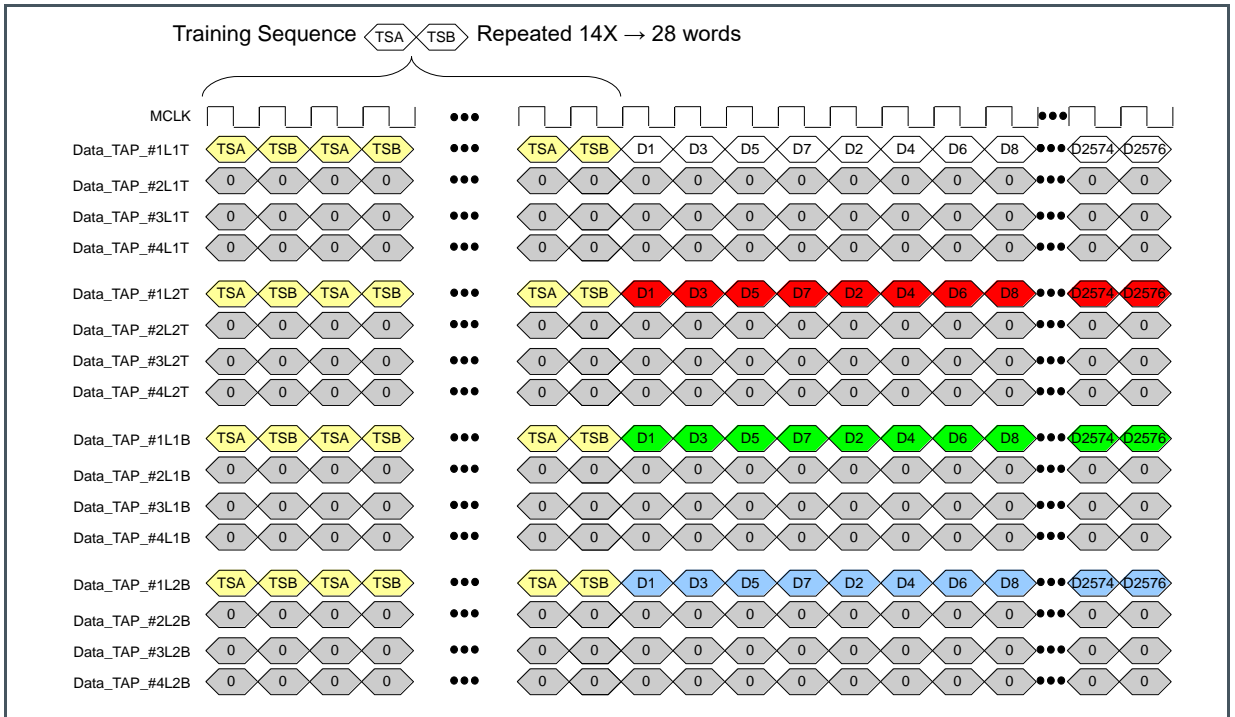 Training Sequence TSA TSB Repeated 14X → 28 words
MCLK ••• •••
Data_TAP_#1L1T TSA TSB TSA TSB ••• TSA TSB D1 D3 D5 D7 D2 D4 D6 D8 ••• D2574 D2576
Data_TAP_#2L1T 0 0 0 0 ••• 0 0 0 0 0 0 0 0 0 0 ••• 0 0
Data_TAP_#3L1T 0 0 0 0 ••• 0 0 0 0 0 0 0 0 0 0 ••• 0 0
Data_TAP_#4L1T 0 0 0 0 ••• 0 0 0 0 0 0 0 0 0 0 ••• 0 0
Data_TAP_#1L2T TSA TSB TSA TSB ••• TSA TSB D1 D3 D5 D7 D2 D4 D6 D8 ••• D2574 D2576
Data_TAP_#2L2T 0 0 0 0 ••• 0 0 0 0 0 0 0 0 0 0 ••• 0 0
Data_TAP_#3L2T 0 0 0 0 ••• 0 0 0 0 0 0 0 0 0 0 ••• 0 0
Data_TAP_#4L2T 0 0 0 0 ••• 0 0 0 0 0 0 0 0 0 0 ••• 0 0
Data_TAP_#1L1B TSA TSB TSA TSB ••• TSA TSB D1 D3 D5 D7 D2 D4 D6 D8 ••• D2574 D2576
Data_TAP_#2L1B 0 0 0 0 ••• 0 0 0 0 0 0 0 0 0 0 ••• 0 0
Data_TAP_#3L1B 0 0 0 0 ••• 0 0 0 0 0 0 0 0 0 0 ••• 0 0
Data_TAP_#4L1B 0 0 0 0 ••• 0 0 0 0 0 0 0 0 0 0 ••• 0 0
Data_TAP_#1L2B TSA TSB TSA TSB ••• TSA TSB D1 D3 D5 D7 D2 D4 D6 D8 ••• D2574 D2576
Data_TAP_#2L2B 0 0 0 0 ••• 0 0 0 0 0 0 0 0 0 0 ••• 0 0
Data_TAP_#3L2B 0 0 0 0 ••• 0 0 0 0 0 0 0 0 0 0 ••• 0 0
Data_TAP_#4L2B 0 0 0 0 ••• 0 0 0 0 0 0 0 0 0 0 ••• 0 0